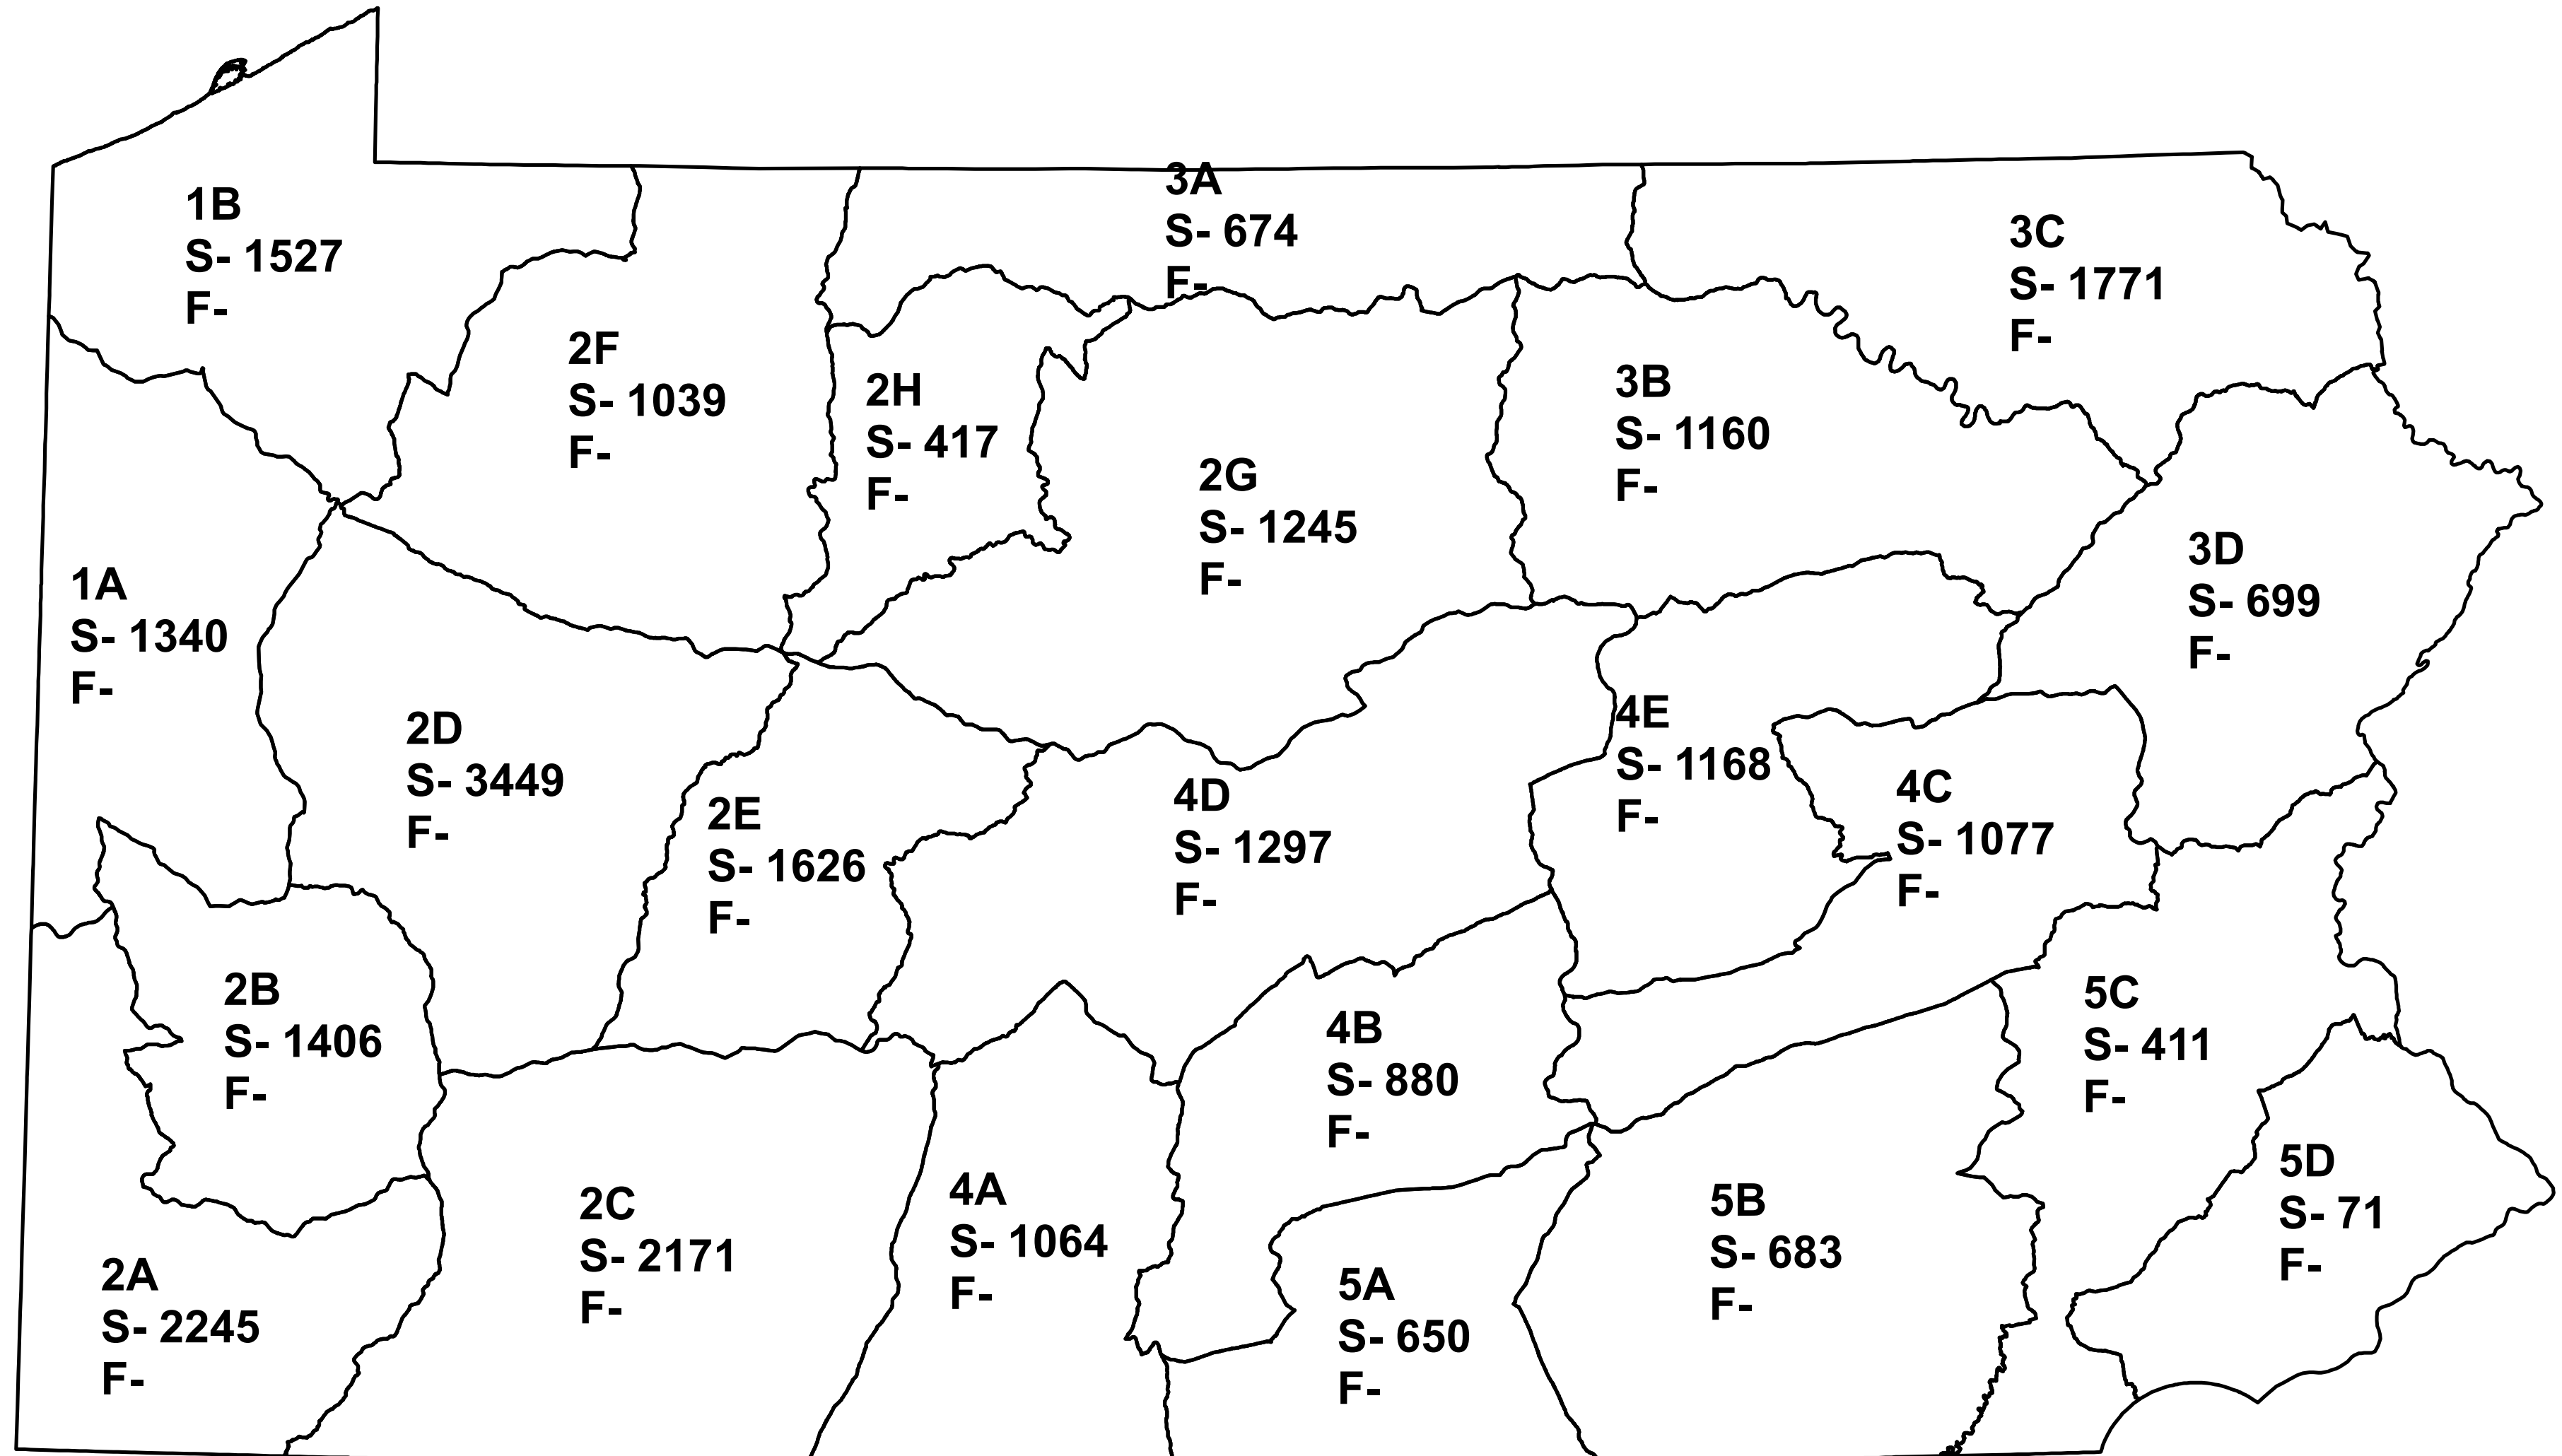 1B
S- 1527
F-
3A
S- 674
F-
3C
S- 1771
F-
2F
S- 1039
F-
2H
S- 417
F-
3B
S- 1160
F-
2G
S- 1245
F-
3D
S- 699
F-
1A
S- 1340
F-
2D
S- 3449
F-
2E
S- 1626
F-
4D
S- 1297
F-
4E
S- 1168
F-
4C
S- 1077
F-
2B
S- 1406
F-
4B
S- 880
F-
5C
S- 411
F-
5D
S- 71
F-
2A
S- 2245
F-
2C
S- 2171
F-
4A
S- 1064
F-
5A
S- 650
F-
5B
S- 683
F-